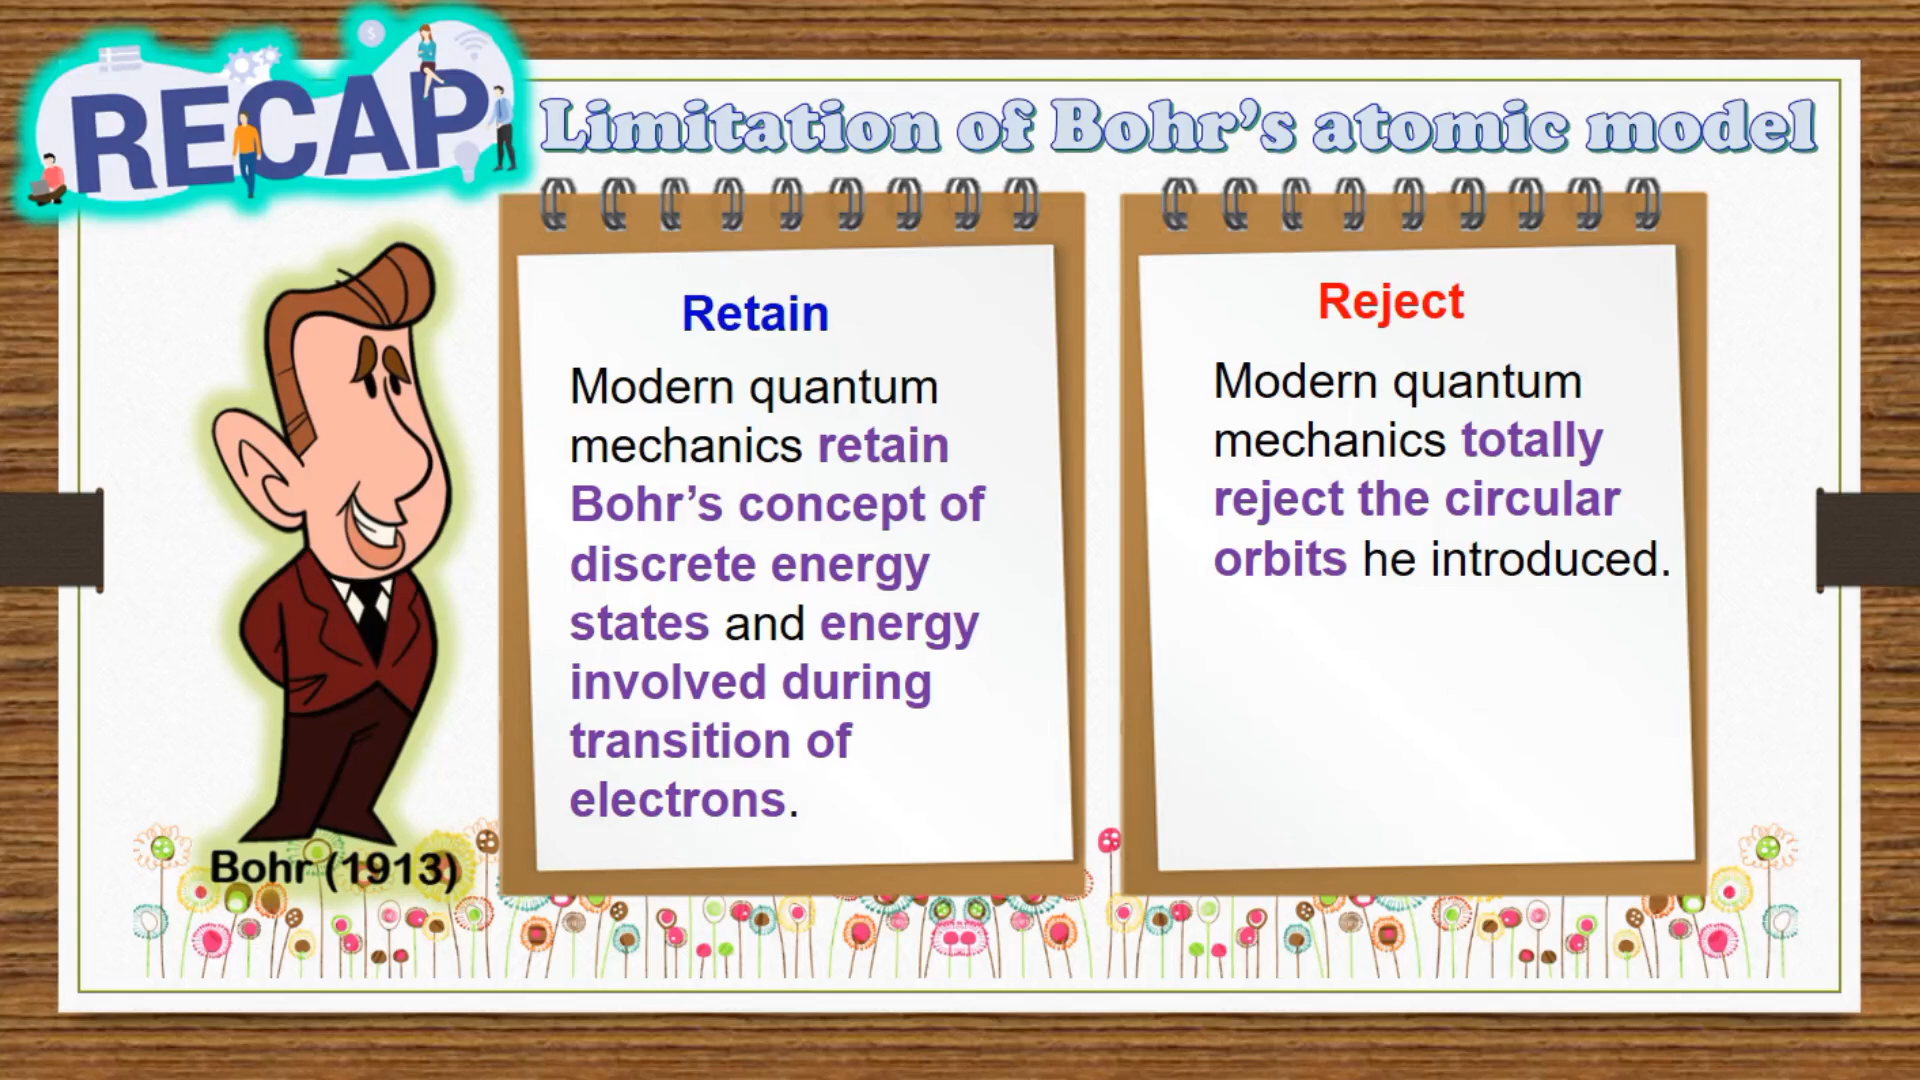 RECAP
Limitation of Bohr's atomic model
Retain
Modern quantum
mechanics retain
Bohr's concept of
discrete energy
states and energy
involved during
transition of
electrons.
Reject
Modern quantum
mechanics totally
reject the circular
orbits he introduced.
Bohr (1913)